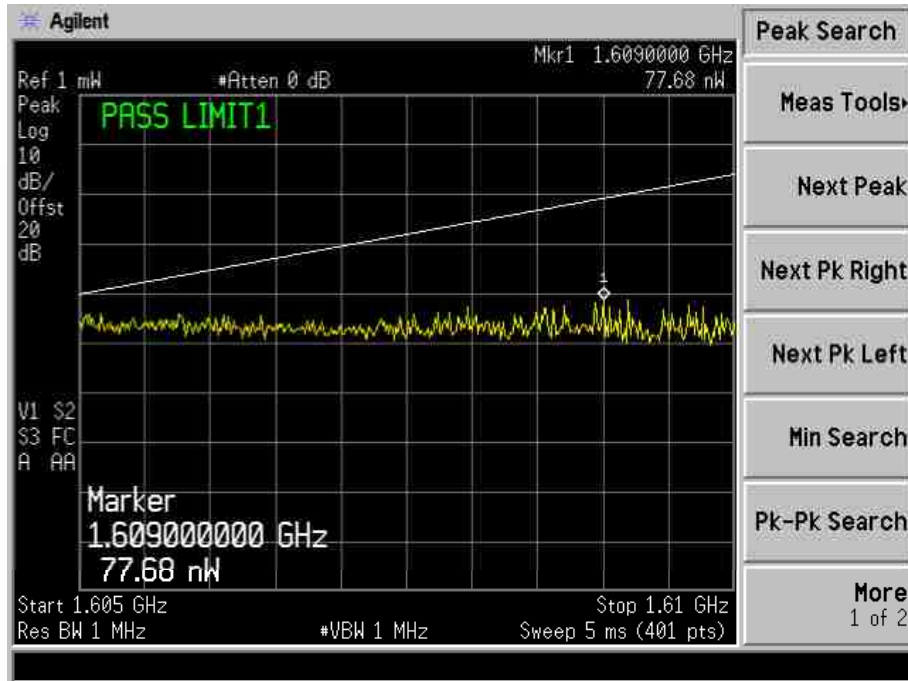 Agilent
Peak Search
Mkr1 1.6090000 GHz
Ref 1 mW #Atten 0 dB 77.68 nW
Peak
Log
10
dB/
Offst
20
dB
PASS LIMIT1
1
V1 S2
S3 FC
A AA
Marker
1.609000000 GHz
77.68 nW
Start 1.605 GHz Stop 1.61 GHz
Res BW 1 MHz #VBW 1 MHz Sweep 5 ms (401 pts)
Meas Tools
Next Peak
Next Pk Right
Next Pk Left
Min Search
Pk-Pk Search
More
1 of 2